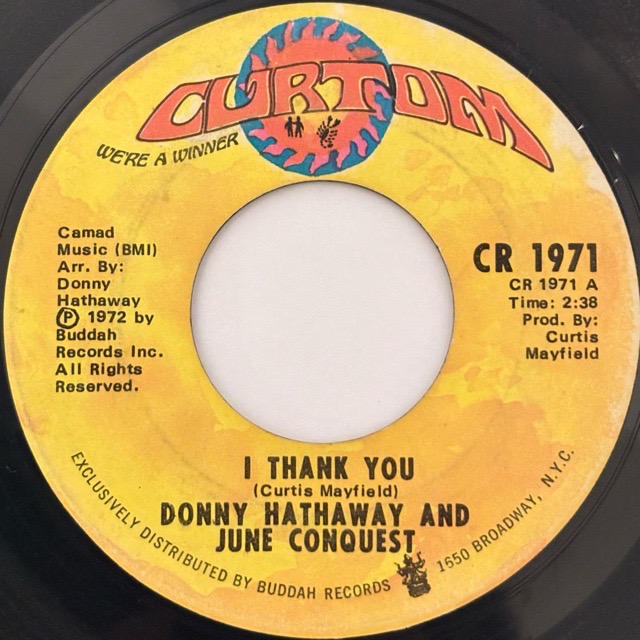 CURTOM
WE'RE A WINNER
Camad
Music (BMI)
Arr. By:
Donny
Hathaway
Ⓟ 1972 by
Buddah
Records Inc.
All Rights
Reserved.
CR 1971
CR 1971 A
Time: 2:38
Prod. By:
Curtis
Mayfield
I THANK YOU
(Curtis Mayfield)
DONNY HATHAWAY AND
JUNE CONQUEST
EXCLUSIVELY DISTRIBUTED BY BUDDAH RECORDS 1650 BROADWAY, N.Y.C.